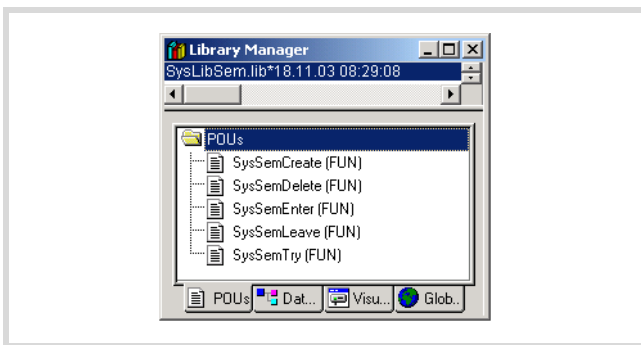 Library Manager
SysLibSem.lib*18.11.03 08:29:08
POUs
SysSemCreate (FUN)
SysSemDelete (FUN)
SysSemEnter (FUN)
SysSemLeave (FUN)
SysSemTry (FUN)
POUs Dat... Visu... Glob..